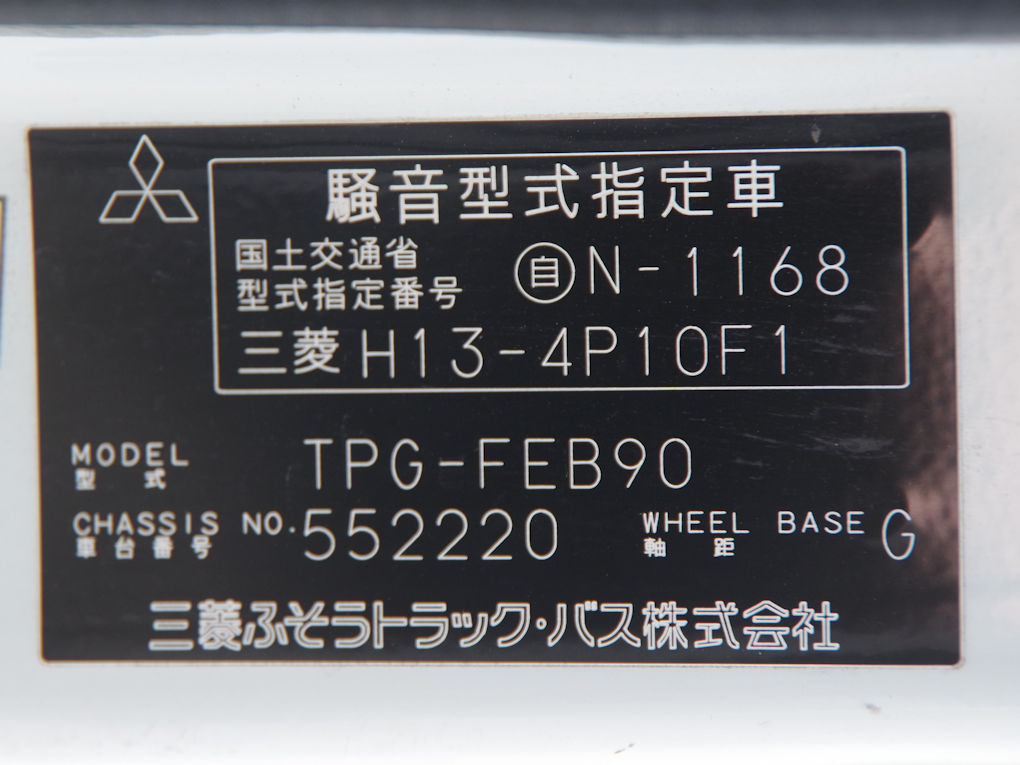 騒音型式指定車
国土交通省
型式指定番号 自N-1168
三菱 H13-4P10F1
MODEL TPG-FEB90
型式
CHASSIS NO. 552220 WHEEL BASE G
車台番号 軸距
三菱ふそうトラック・バス株式会社